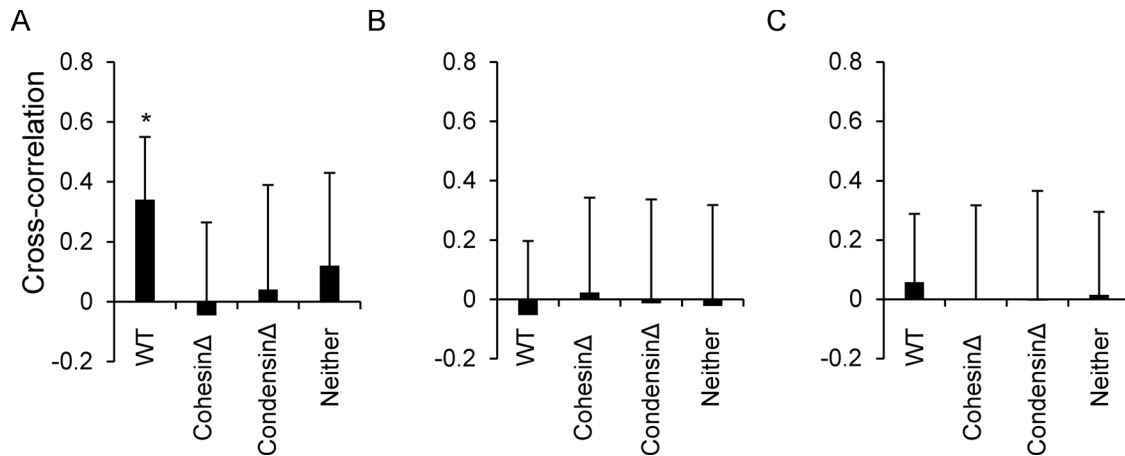 A
B
C
Cross-correlation
0.8
0.6
0.4
0.2
0
-0.2
*
WT
CohesinΔ
CondensinΔ
Neither
0.8
0.6
0.4
0.2
0
-0.2
WT
CohesinΔ
CondensinΔ
Neither
0.8
0.6
0.4
0.2
0
-0.2
WT
CohesinΔ
CondensinΔ
Neither